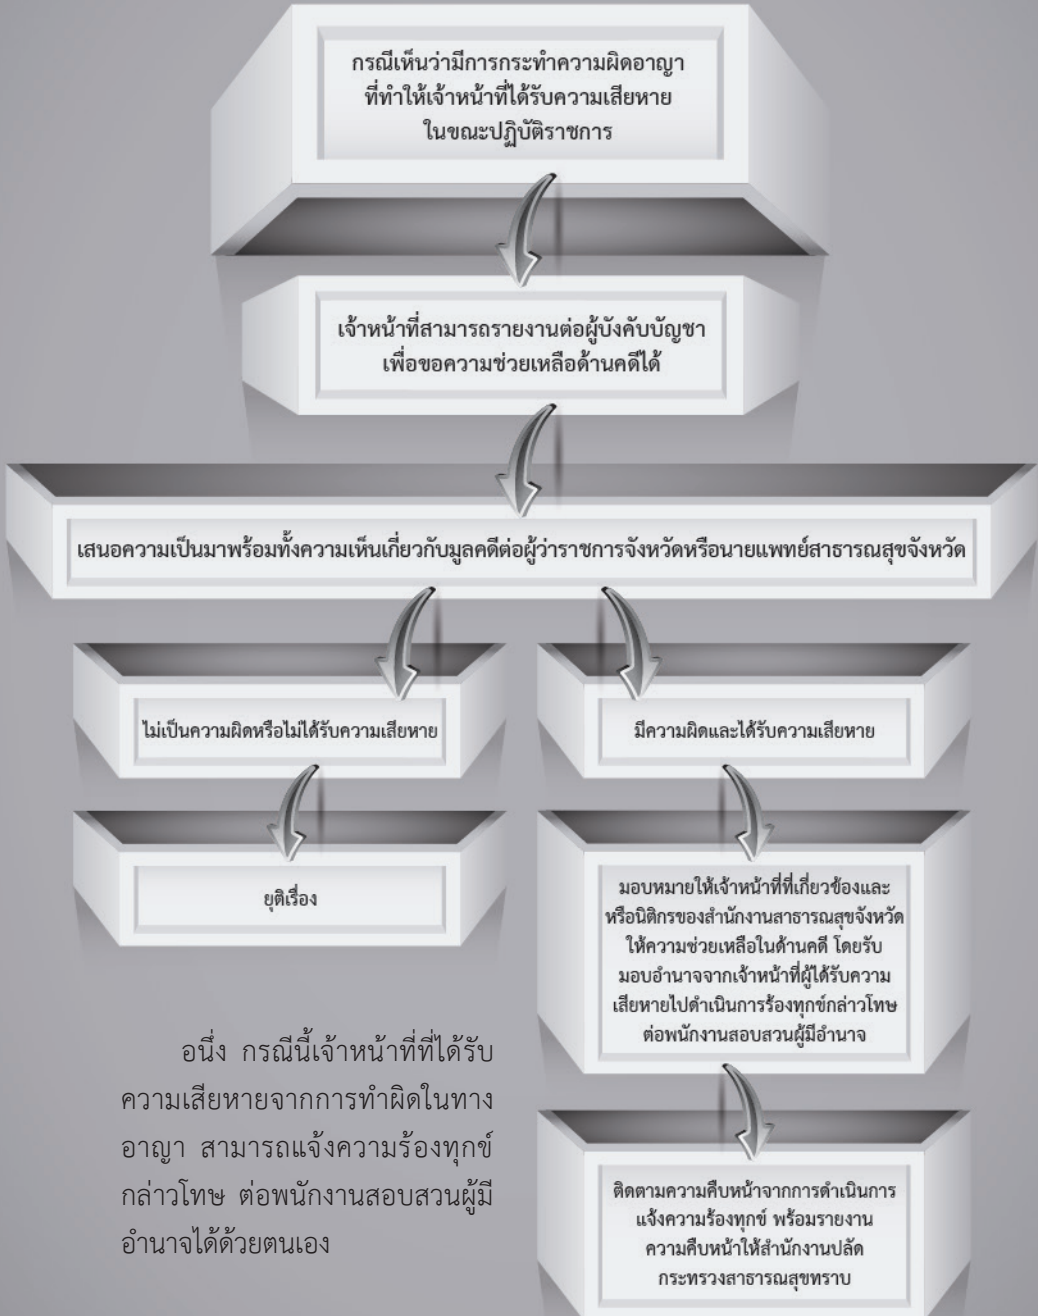 กรณีเห็นว่ามีการกระทำความผิดอาญา
ที่ทำให้เจ้าหน้าที่ได้รับความเสียหาย
ในขณะปฏิบัติราชการ
เจ้าหน้าที่สามารถรายงานต่อผู้บังคับบัญชา
เพื่อขอความช่วยเหลือด้านคดีได้
เสนอความเป็นมาพร้อมทั้งความเห็นเกี่ยวกับมูลคดีต่อผู้ว่าราชการจังหวัดหรือนายแพทย์สาธารณสุขจังหวัด
ไม่เป็นความผิดหรือไม่ได้รับความเสียหาย
ยุติเรื่อง
มีความผิดและได้รับความเสียหาย
มอบหมายให้เจ้าหน้าที่ที่เกี่ยวข้องและ
หรือนิติกรของสำนักงานสาธารณสุขจังหวัด
ให้ความช่วยเหลือในด้านคดี โดยรับ
มอบอำนาจจากเจ้าหน้าที่ผู้ได้รับความ
เสียหายไปดำเนินการร้องทุกข์กล่าวโทษ
ต่อพนักงานสอบสวนผู้มีอำนาจ
ติดตามความคืบหน้าจากการดำเนินการ
แจ้งความร้องทุกข์ พร้อมรายงาน
ความคืบหน้าให้สำนักงานปลัด
กระทรวงสาธารณสุขทราบ
อนึ่ง กรณีนี้เจ้าหน้าที่ที่ได้รับ
ความเสียหายจากการทำผิดในทาง
อาญา สามารถแจ้งความร้องทุกข์
กล่าวโทษ ต่อพนักงานสอบสวนผู้มี
อำนาจได้ด้วยตนเอง